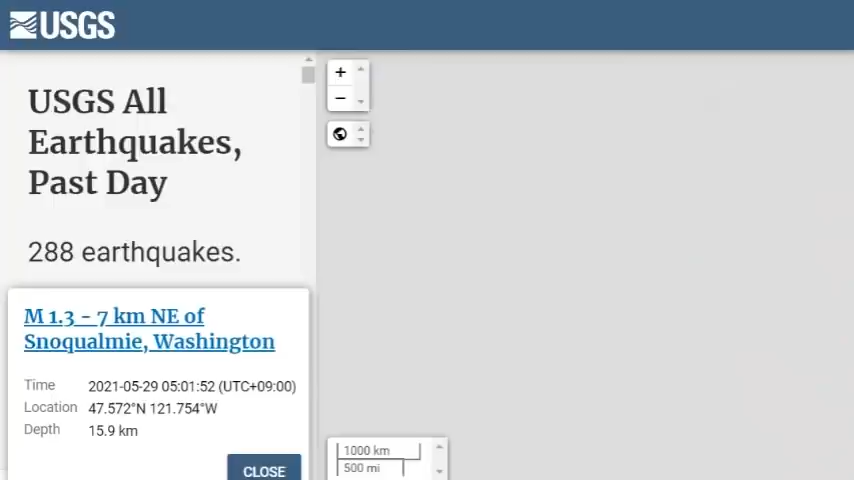 USGS
USGS All
Earthquakes,
Past Day
288 earthquakes.
M 1.3 - 7 km NE of
Snoqualmie, Washington
Time 2021-05-29 05:01:52 (UTC+09:00)
Location 47.572°N 121.754°W
Depth 15.9 km
CLOSE
+
−
1000 km
500 mi